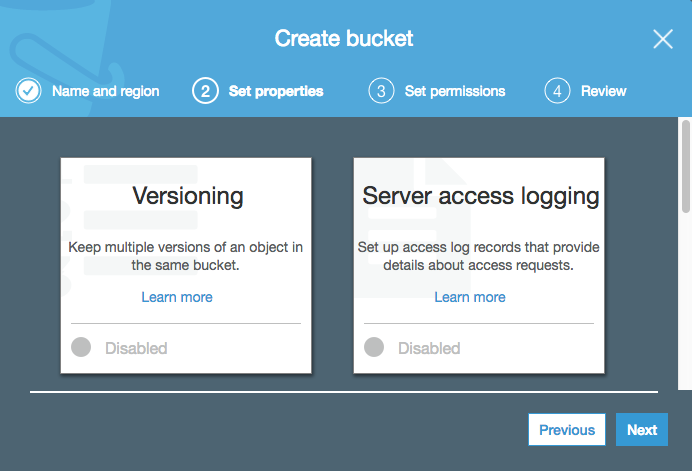 Create bucket
Name and region
2 Set properties
3 Set permissions
4 Review
Versioning
Keep multiple versions of an object in
the same bucket.
Learn more
Disabled
Server access logging
Set up access log records that provide
details about access requests.
Learn more
Disabled
Previous
Next